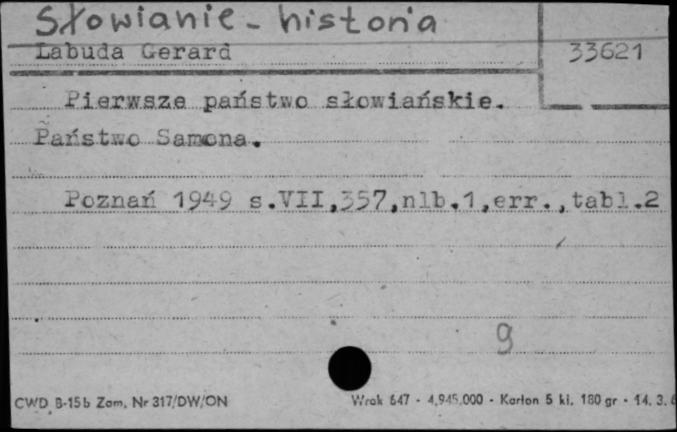 Słowianie - historia
Labuda Gerard
33621
Pierwsze państwo słowiańskie.
Państwo Samona.
Poznań 1949 s.VII,357,nlb.1,err.,tabl.2
9
CWD B-15b Zam. Nr 317/DW/ON
Wrak 647 - 4,945.000 - Karton 5 kl. 180 gr - 14. 3.